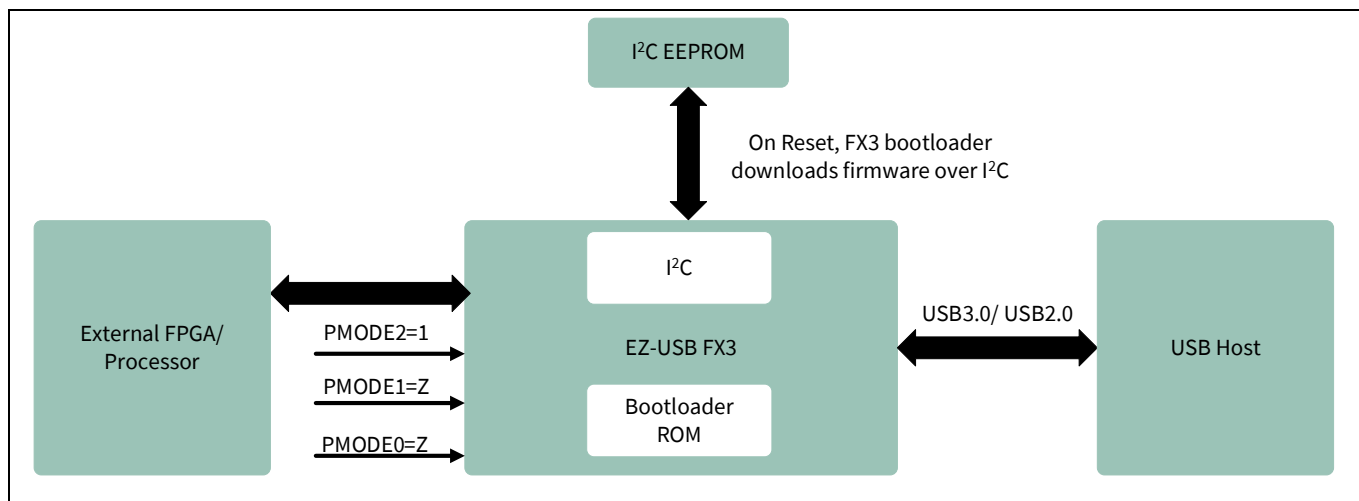 I²C EEPROM
On Reset, FX3 bootloader
downloads firmware over I²C
External FPGA/
Processor
PMODE2=1
PMODE1=Z
PMODE0=Z
I²C
EZ-USB FX3
Bootloader
ROM
USB3.0/ USB2.0
USB Host